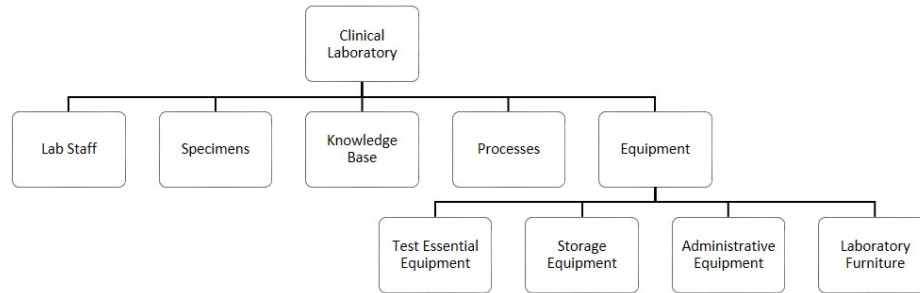 Clinical
Laboratory
Lab Staff
Specimens
Knowledge
Base
Processes
Equipment
Test Essential
Equipment
Storage
Equipment
Administrative
Equipment
Laboratory
Furniture